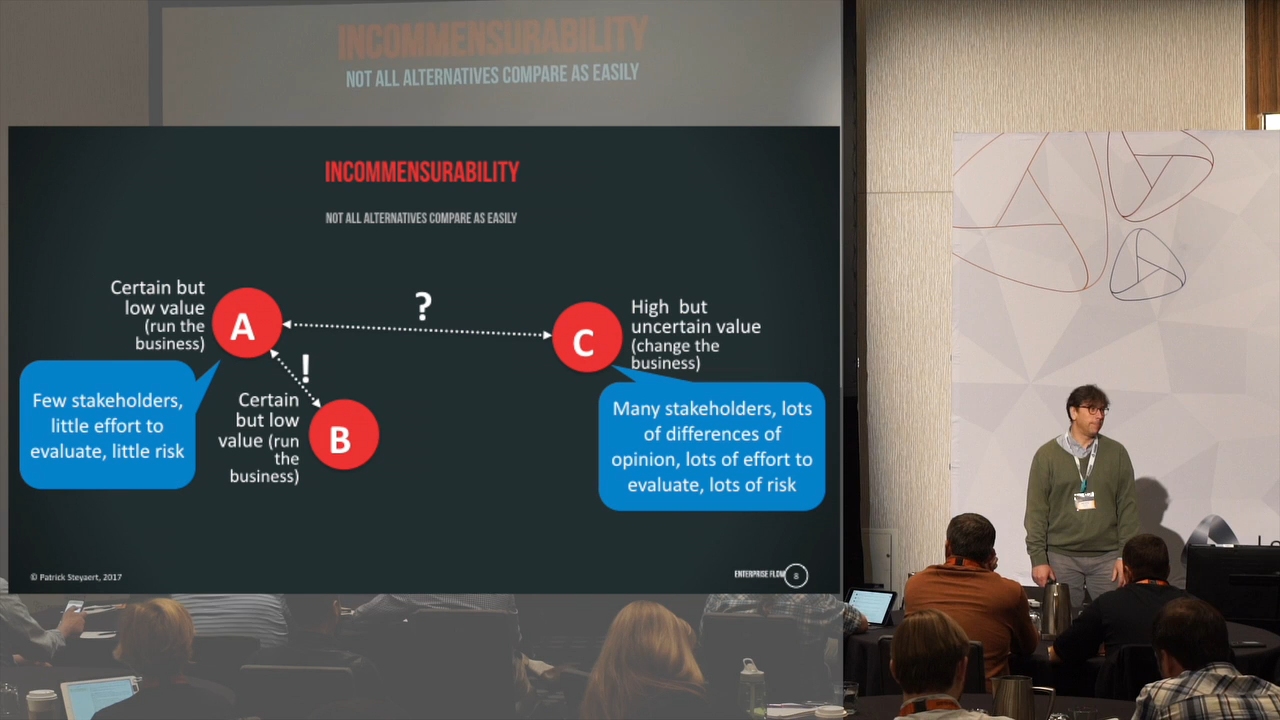 INCOMMENSURABILITY
NOT ALL ALTERNATIVES COMPARE AS EASILY
INCOMMENSURABILITY
NOT ALL ALTERNATIVES COMPARE AS EASILY
Certain but
low value
(run the
business)
A
?
C
High but
uncertain value
(change the
business)
!
Few stakeholders,
little effort to
evaluate, little risk
Certain
but low
value (run
the
business)
B
Many stakeholders, lots
of differences of
opinion, lots of effort to
evaluate, lots of risk
© Patrick Steyaert, 2017
ENTERPRISE FLOW
8